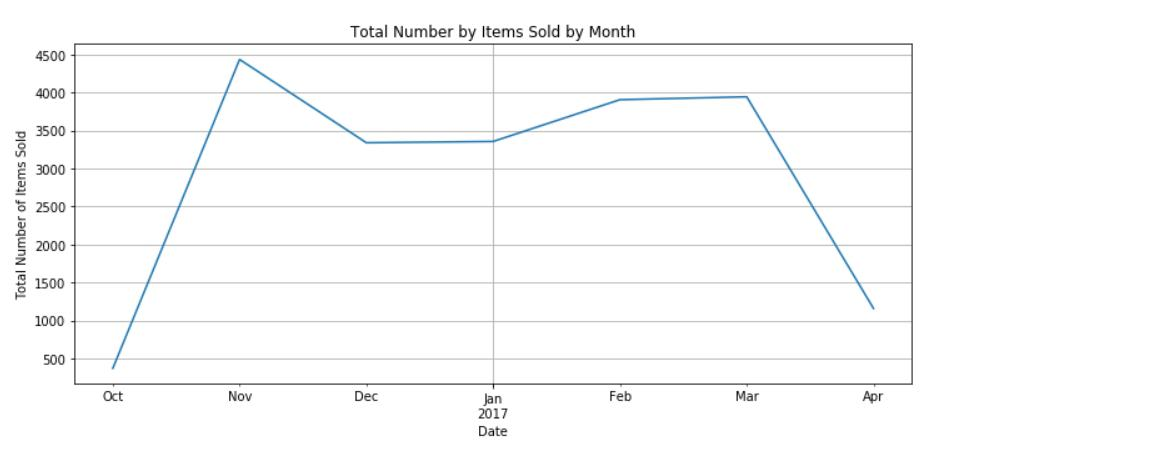 Total Number by Items Sold by Month
Total Number of Items Sold
4500
4000
3500
3000
2500
2000
1500
1000
500
Oct Nov Dec Jan Feb Mar Apr
2017
Date